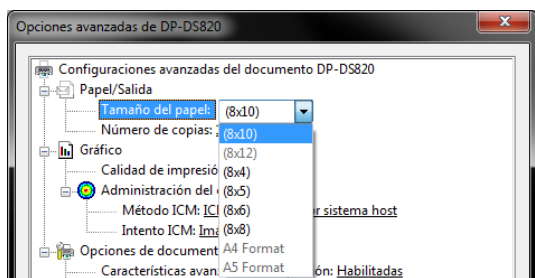 Opciones avanzadas de DP-DS820
Configuraciones avanzadas del documento DP-DS820
Papel/Salida
Tamaño del papel: (8x10)
Número de copias:
(8x10)
Gráfico
(8x12)
Calidad de impresió
(8x4)
Administración del
(8x5)
Método ICM: (8x6) r sistema host
Intento ICM: (8x8)
Opciones de document
A4 Format
Características avan
A5 Format
ón: Habilitadas